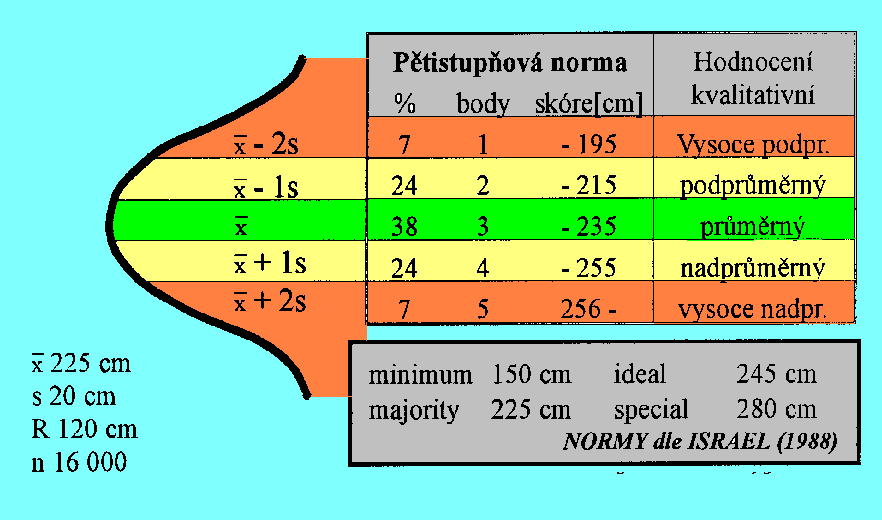 Pětistupňová norma Hodnocení kvalitativní
% body skóre[cm]
x̅ - 2s 7 1 - 195 Vysoce podpr.
x̅ - 1s 24 2 - 215 podprůměrný
x̅ 38 3 - 235 průměrný
x̅ + 1s 24 4 - 255 nadprůměrný
x̅ + 2s 7 5 256 - vysoce nadpr.
x̅ 225 cm
s 20 cm
R 120 cm
n 16 000
minimum 150 cm ideal 245 cm
majority 225 cm special 280 cm
NORMY dle ISRAEL (1988)